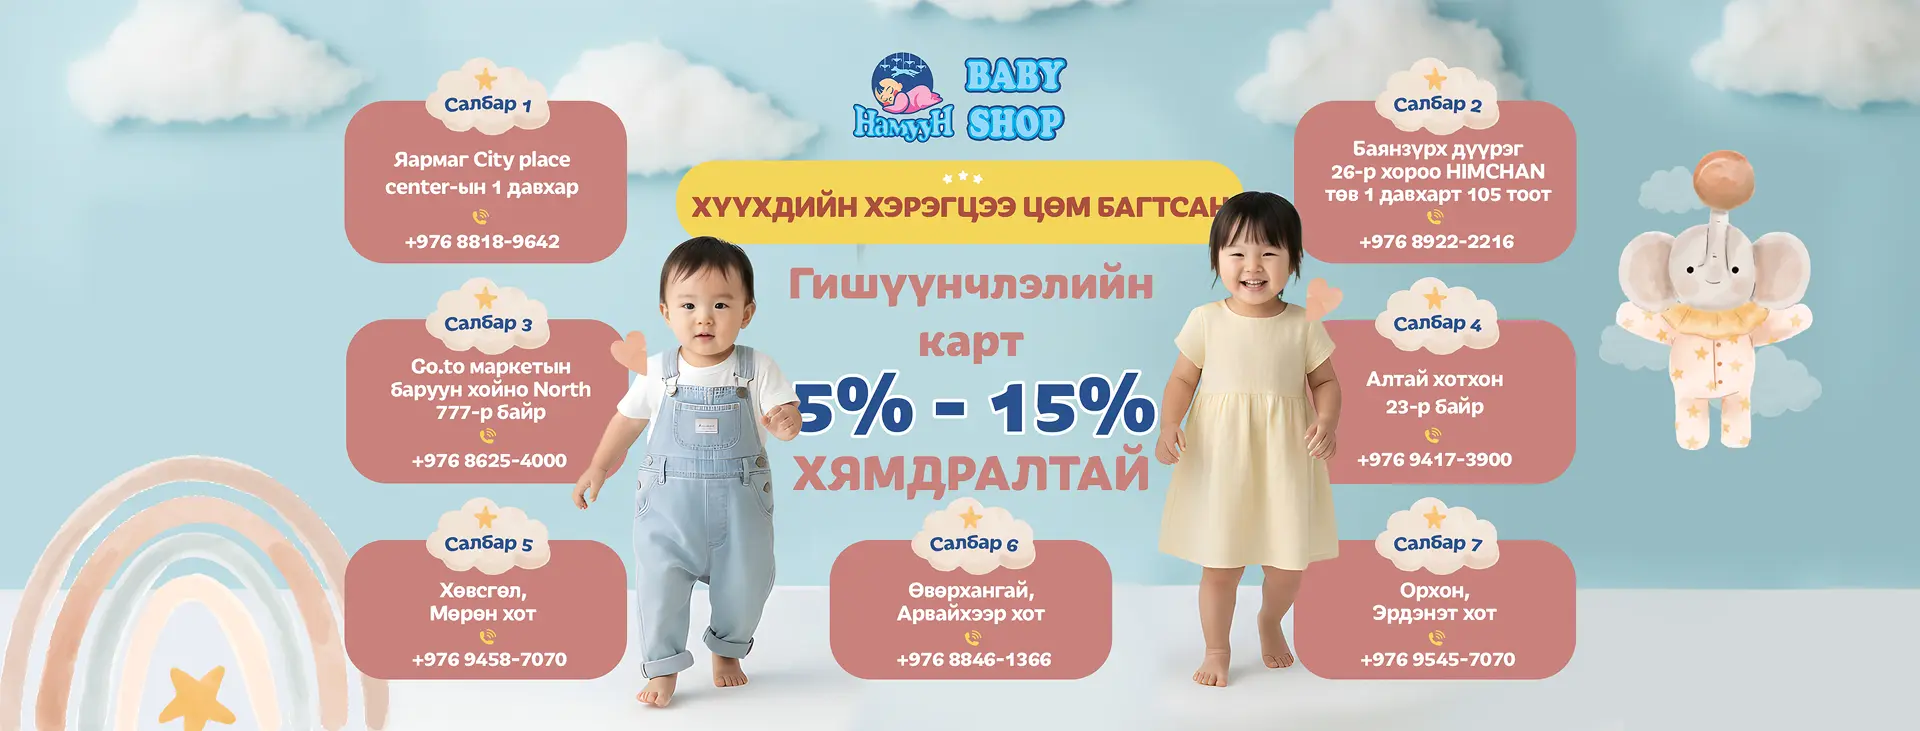 Намуун
BABY
SHOP
ХҮҮХДИЙН ХЭРЭГЦЭЭ ЦӨМ БАГТСАН
Гишүүнчлэлийн
карт
5% - 15%
ХЯМДРАЛТАЙ
Салбар 1
Яармаг City place
center-ын 1 давхар
+976 8818-9642
Салбар 2
Баянзүрх дүүрэг
26-р хороо HIMCHAN
төв 1 давхарт 105 тоот
+976 8922-2216
Салбар 3
Go.to маркетын
баруун хойно North
777-р байр
+976 8625-4000
Салбар 4
Алтай хотхон
23-р байр
+976 9417-3900
Салбар 5
Хөвсгөл,
Мөрөн хот
+976 9458-7070
Салбар 6
Өвөрхангай,
Арвайхээр хот
+976 8846-1366
Салбар 7
Орхон,
Эрдэнэт хот
+976 9545-7070